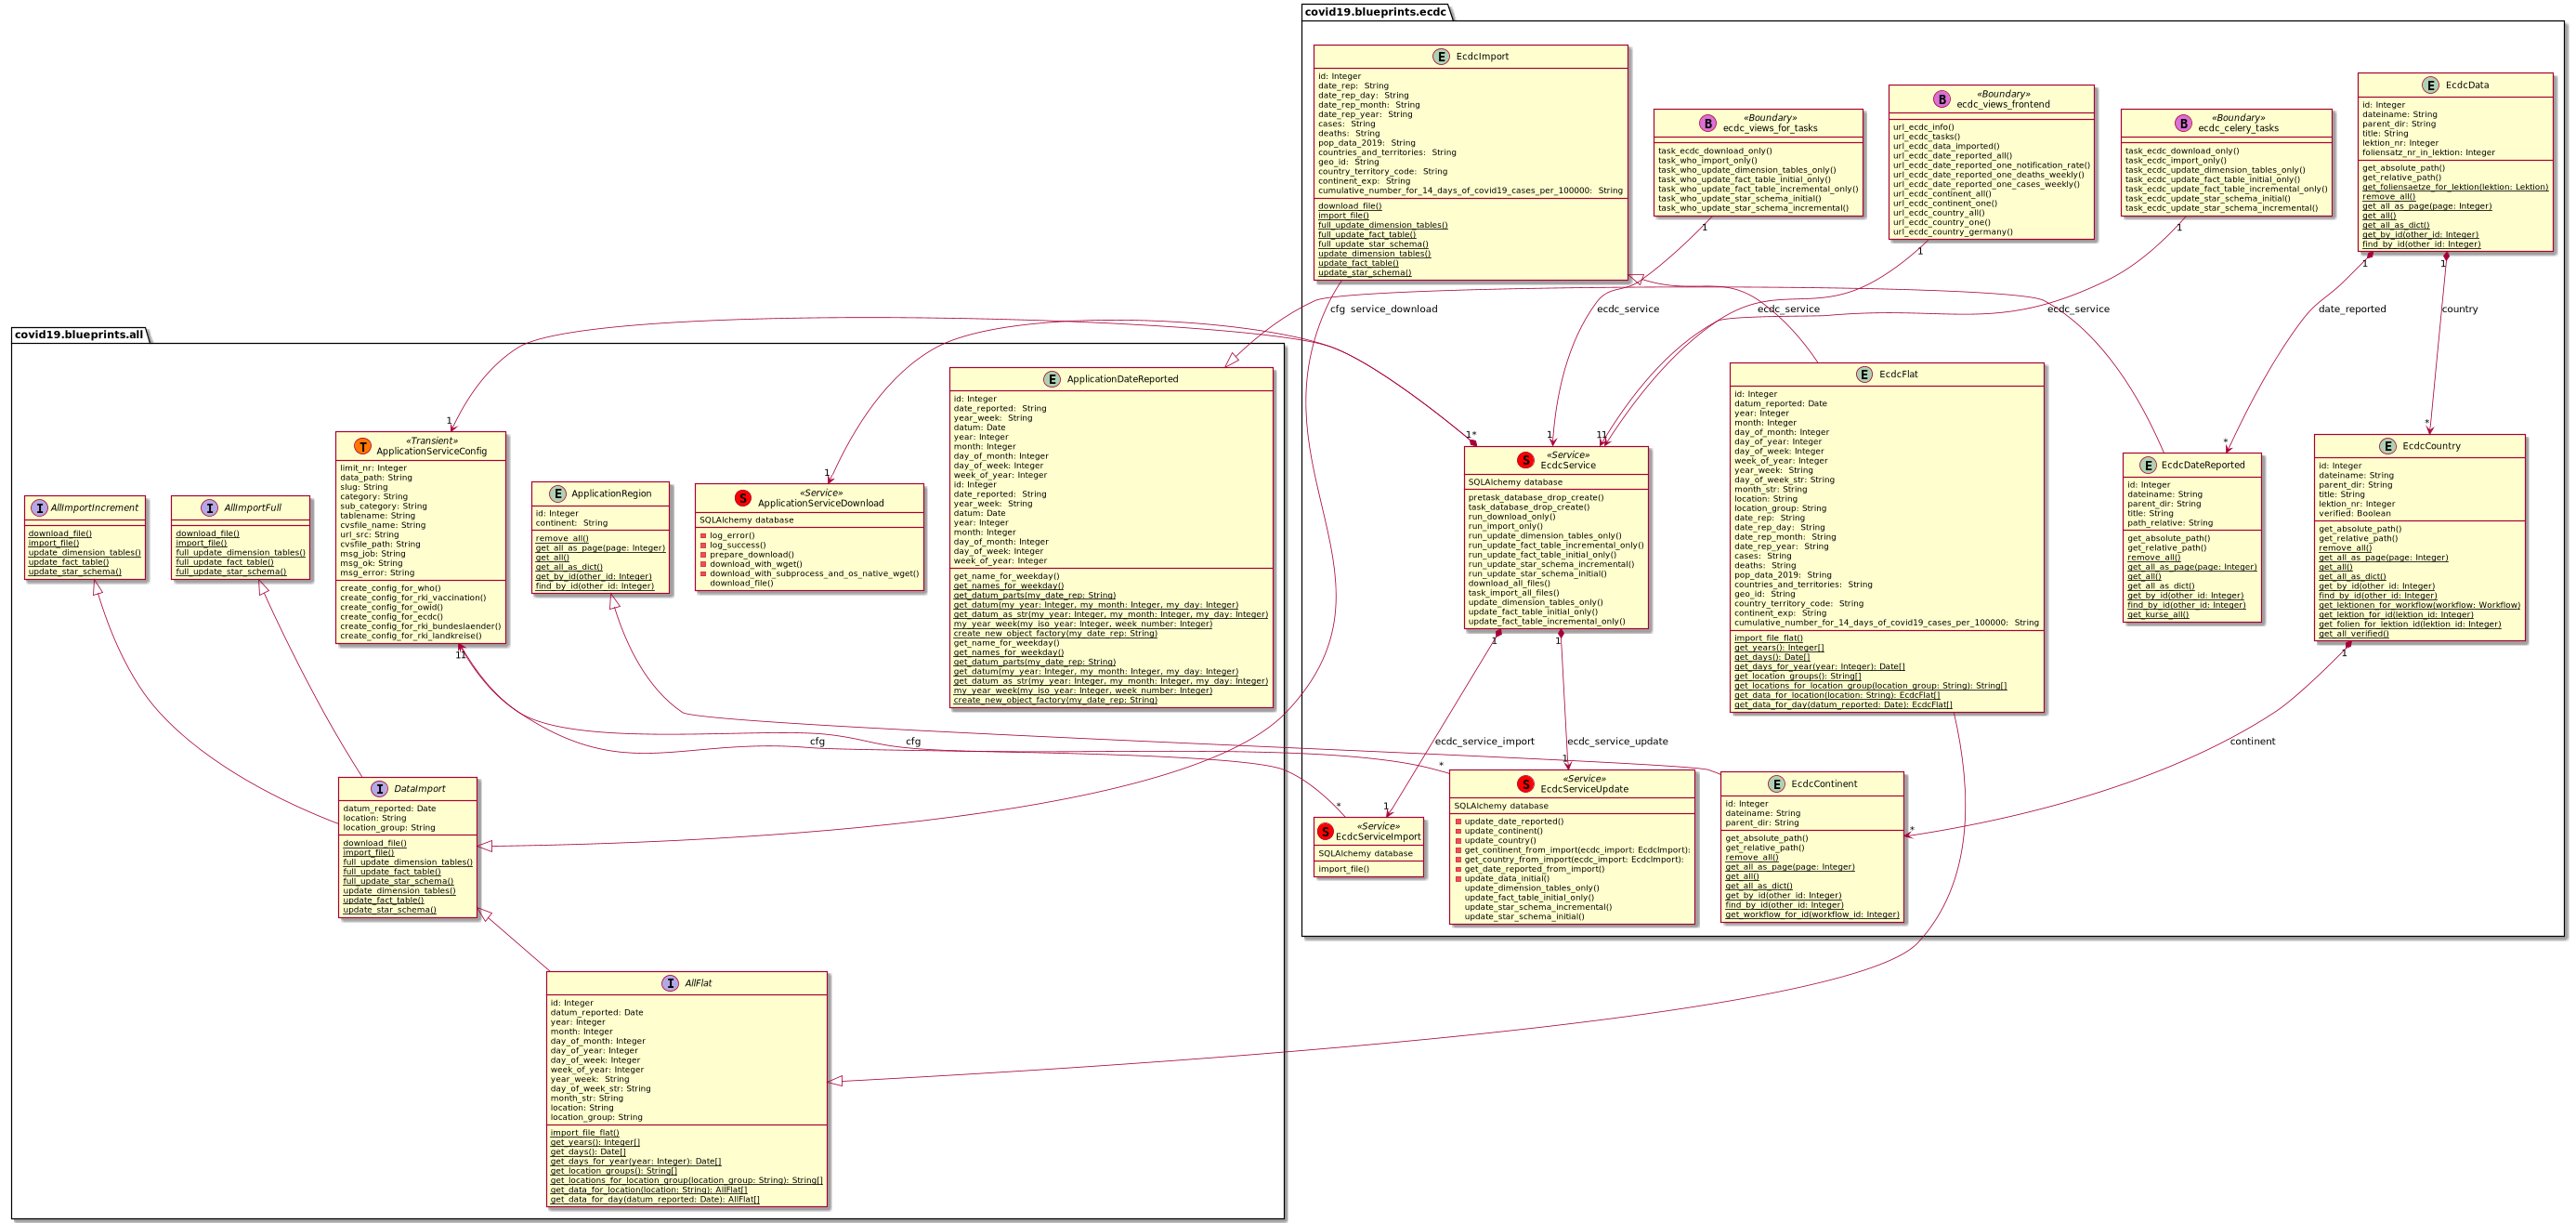 covid19.blueprints.ecdc
E EcdcImport
id: Integer
date_rep: String
date_rep_day: String
date_rep_month: String
date_rep_year: String
cases: String
deaths: String
pop_data_2019: String
countries_and_territories: String
geo_id: String
country_territory_code: String
continent_exp: String
cumulative_number_for_14_days_of_covid19_cases_per_100000: String
download_file()
import_file()
full_update_dimension_tables()
full_update_fact_table()
full_update_star_schema()
update_dimension_tables()
update_fact_table()
update_star_schema()
B «Boundary»
ecdc_views_for_tasks
task_ecdc_download_only()
task_who_import_only()
task_who_update_dimension_tables_only()
task_who_update_fact_table_initial_only()
task_who_update_fact_table_incremental_only()
task_who_update_star_schema_initial()
task_who_update_star_schema_incremental()
B «Boundary»
ecdc_views_frontend
url_ecdc_info()
url_ecdc_tasks()
url_ecdc_data_imported()
url_ecdc_date_reported_all()
url_ecdc_date_reported_one_notification_rate()
url_ecdc_date_reported_one_deaths_weekly()
url_ecdc_date_reported_one_cases_weekly()
url_ecdc_continent_all()
url_ecdc_continent_one()
url_ecdc_country_all()
url_ecdc_country_one()
url_ecdc_country_germany()
B «Boundary»
ecdc_celery_tasks
task_ecdc_download_only()
task_ecdc_import_only()
task_ecdc_update_dimension_tables_only()
task_ecdc_update_fact_table_initial_only()
task_ecdc_update_fact_table_incremental_only()
task_ecdc_update_star_schema_initial()
task_ecdc_update_star_schema_incremental()
E EcdcData
id: Integer
dateiname: String
parent_dir: String
title: String
lektion_nr: Integer
foliensatz_nr_in_lektion: Integer
get_absolute_path()
get_relative_path()
get_foliensaetze_for_lektion(lektion: Lektion)
remove_all()
get_all_as_page(page: Integer)
get_all()
get_all_as_dict()
get_by_id(other_id: Integer)
find_by_id(other_id: Integer)
1
1
1
1
1
cfg
service_download
ecdc_service
ecdc_service
ecdc_service
date_reported
country
covid19.blueprints.all
I AllImportIncrement
download_file()
import_file()
update_dimension_tables()
update_fact_table()
update_star_schema()
I AllImportFull
download_file()
import_file()
full_update_dimension_tables()
full_update_fact_table()
full_update_star_schema()
1
T «Transient»
ApplicationServiceConfig
limit_nr: Integer
data_path: String
slug: String
category: String
sub_category: String
tablename: String
cvsfile_name: String
url_src: String
cvsfile_path: String
msg_job: String
msg_ok: String
msg_error: String
create_config_for_who()
create_config_for_rki_vaccination()
create_config_for_owid()
create_config_for_ecdc()
create_config_for_rki_bundeslaender()
create_config_for_rki_landkreise()
11
E ApplicationRegion
id: Integer
continent: String
remove_all()
get_all_as_page(page: Integer)
get_all()
get_all_as_dict()
get_by_id(other_id: Integer)
find_by_id(other_id: Integer)
1
S «Service»
ApplicationServiceDownload
SQLAlchemy database
log_error()
log_success()
prepare_download()
download_with_wget()
download_with_subprocess_and_os_native_wget()
download_file()
E ApplicationDateReported
id: Integer
date_reported: String
year_week: String
datum: Date
year: Integer
month: Integer
day_of_month: Integer
day_of_week: Integer
week_of_year: Integer
id: Integer
date_reported: String
year_week: String
datum: Date
year: Integer
month: Integer
day_of_month: Integer
day_of_week: Integer
week_of_year: Integer
get_name_for_weekday()
get_names_for_weekday()
get_datum_parts(my_date_rep: String)
get_datum(my_year: Integer, my_month: Integer, my_day: Integer)
get_datum_as_str(my_year: Integer, my_month: Integer, my_day: Integer)
my_year_week(my_iso_year: Integer, week_number: Integer)
create_new_object_factory(my_date_rep: String)
get_name_for_weekday()
get_names_for_weekday()
get_datum_parts(my_date_rep: String)
get_datum(my_year: Integer, my_month: Integer, my_day: Integer)
get_datum_as_str(my_year: Integer, my_month: Integer, my_day: Integer)
my_year_week(my_iso_year: Integer, week_number: Integer)
create_new_object_factory(my_date_rep: String)
1*
1
11
S «Service»
EcdcService
SQLAlchemy database
pretask_database_drop_create()
task_database_drop_create()
run_download_only()
run_import_only()
run_update_dimension_tables_only()
run_update_fact_table_incremental_only()
run_update_fact_table_initial_only()
run_update_star_schema_incremental()
run_update_star_schema_initial()
download_all_files()
task_import_all_files()
update_dimension_tables_only()
update_fact_table_initial_only()
update_fact_table_incremental_only()
1
1
E EcdcFlat
id: Integer
datum_reported: Date
year: Integer
month: Integer
day_of_month: Integer
day_of_year: Integer
day_of_week: Integer
week_of_year: Integer
year_week: String
day_of_week_str: String
month_str: String
location: String
location_group: String
date_rep: String
date_rep_day: String
date_rep_month: String
date_rep_year: String
cases: String
deaths: String
pop_data_2019: String
countries_and_territories: String
geo_id: String
country_territory_code: String
continent_exp: String
cumulative_number_for_14_days_of_covid19_cases_per_100000: String
import_file_flat()
get_years(): Integer[]
get_days(): Date[]
get_days_for_year(year: Integer): Date[]
get_location_groups(): String[]
get_locations_for_location_group(location_group: String): String[]
get_data_for_location(location: String): EcdcFlat[]
get_data_for_day(datum_reported: Date): EcdcFlat[]
*
E EcdcDateReported
id: Integer
dateiname: String
parent_dir: String
title: String
path_relative: String
get_absolute_path()
get_relative_path()
remove_all()
get_all_as_page(page: Integer)
get_all()
get_all_as_dict()
get_by_id(other_id: Integer)
find_by_id(other_id: Integer)
get_kurse_all()
*
E EcdcCountry
id: Integer
dateiname: String
parent_dir: String
title: String
lektion_nr: Integer
verified: Boolean
get_absolute_path()
get_relative_path()
remove_all()
get_all_as_page(page: Integer)
get_all()
get_all_as_dict()
get_by_id(other_id: Integer)
find_by_id(other_id: Integer)
get_lektionen_for_workflow(workflow: Workflow)
get_lektion_for_id(lektion_id: Integer)
get_folien_for_lektion_id(lektion_id: Integer)
get_all_verified()
1
cfg
cfg
ecdc_service_import
ecdc_service_update
continent
I DataImport
datum_reported: Date
location: String
location_group: String
download_file()
import_file()
full_update_dimension_tables()
full_update_fact_table()
full_update_star_schema()
update_dimension_tables()
update_fact_table()
update_star_schema()
*
1
S «Service»
EcdcServiceImport
SQLAlchemy database
import_file()
*
1
S «Service»
EcdcServiceUpdate
SQLAlchemy database
update_date_reported()
update_continent()
update_country()
get_continent_from_import(ecdc_import: EcdcImport):
get_country_from_import(ecdc_import: EcdcImport):
get_date_reported_from_import()
update_data_initial()
update_dimension_tables_only()
update_fact_table_initial_only()
update_star_schema_incremental()
update_star_schema_initial()
E EcdcContinent
id: Integer
dateiname: String
parent_dir: String
get_absolute_path()
get_relative_path()
remove_all()
get_all_as_page(page: Integer)
get_all()
get_all_as_dict()
get_by_id(other_id: Integer)
find_by_id(other_id: Integer)
get_workflow_for_id(workflow_id: Integer)
*
I AllFlat
id: Integer
datum_reported: Date
year: Integer
month: Integer
day_of_month: Integer
day_of_year: Integer
day_of_week: Integer
week_of_year: Integer
year_week: String
day_of_week_str: String
month_str: String
location: String
location_group: String
import_file_flat()
get_years(): Integer[]
get_days(): Date[]
get_days_for_year(year: Integer): Date[]
get_location_groups(): String[]
get_locations_for_location_group(location_group: String): String[]
get_data_for_location(location: String): AllFlat[]
get_data_for_day(datum_reported: Date): AllFlat[]